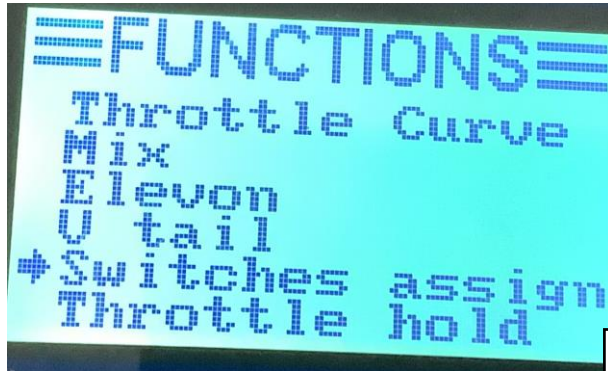 FUNCTIONS
Throttle Curve
Mix
Elevon
V tail
Switches assign
Throttle hold